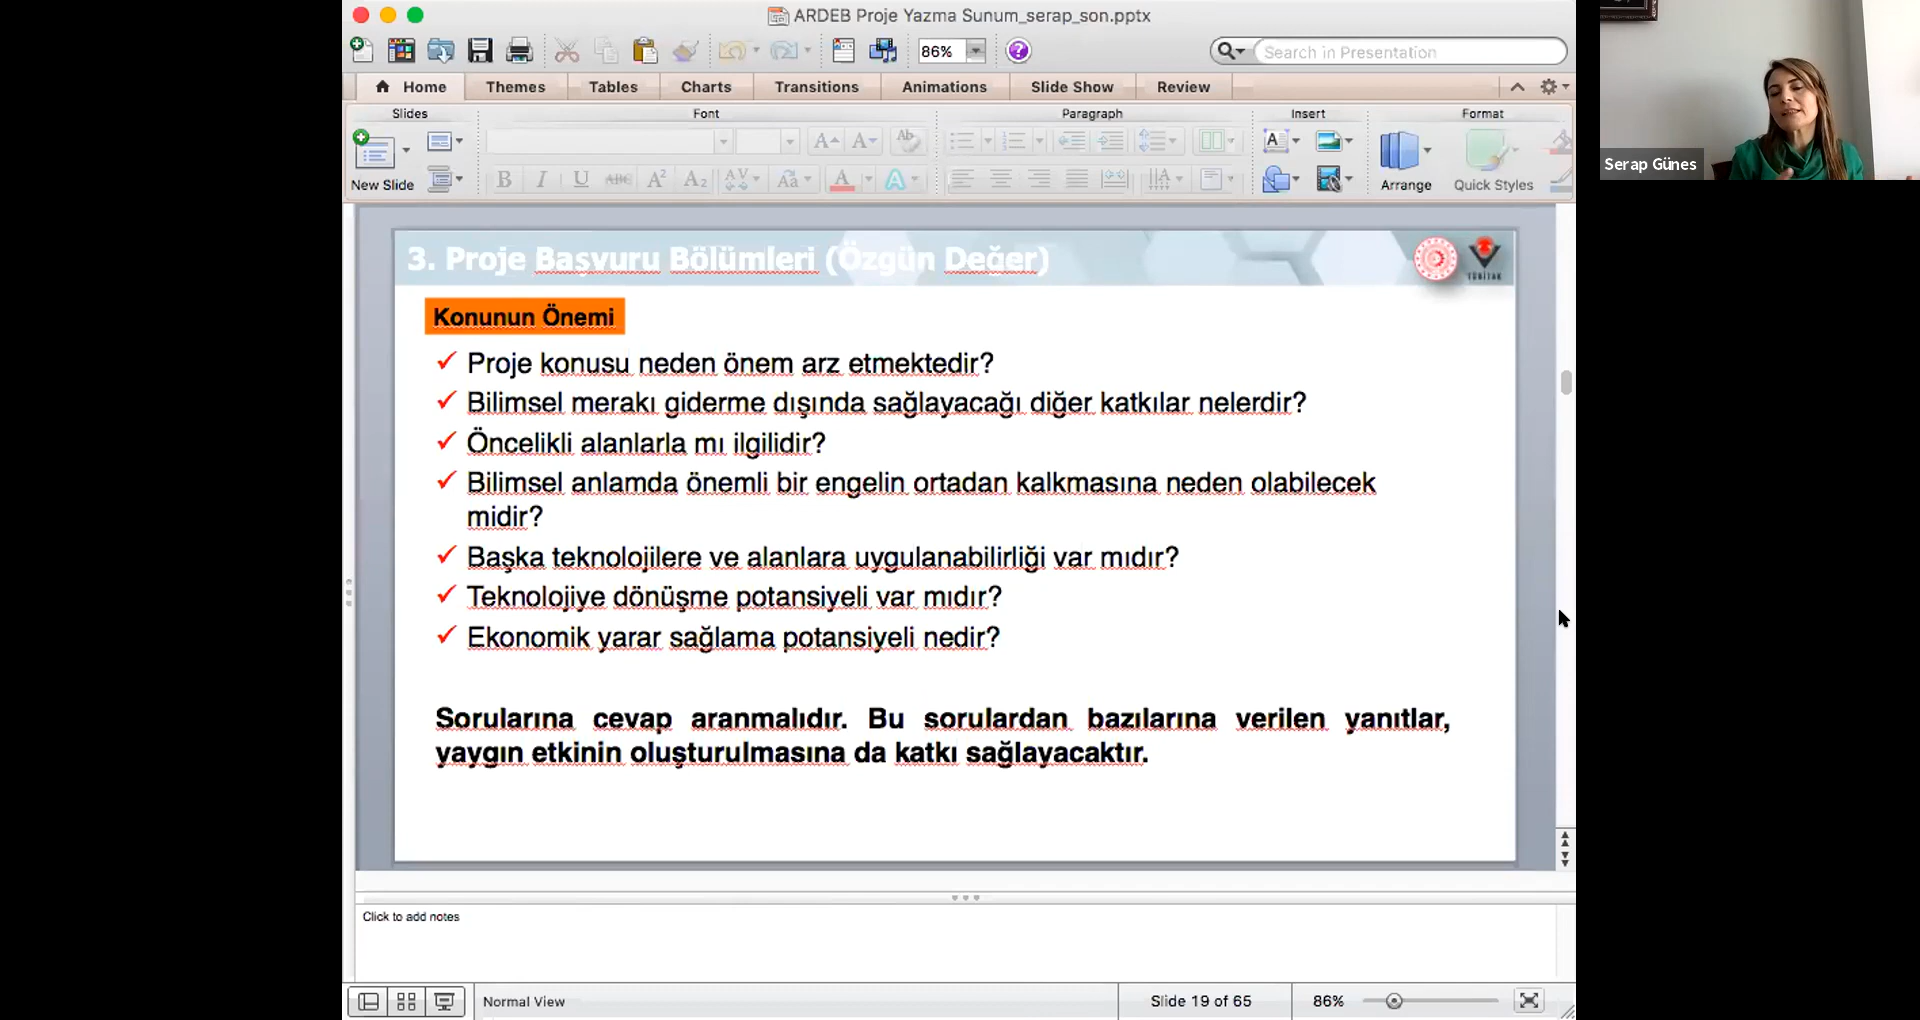 ARDEB Proje Yazma Sunum_serap_son.pptx
86%
Search in Presentation
Home
Themes
Tables
Charts
Transitions
Animations
Slide Show
Review
Slides
Font
Paragraph
Insert
Format
New Slide
Arrange
Quick Styles
Serap Günes
3. Proje Başvuru Bölümleri (Özgün Değer)
TÜBİTAK
Konunun Önemi
✓ Proje konusu neden önem arz etmektedir?
✓ Bilimsel merakı giderme dışında sağlayacağı diğer katkılar nelerdir?
✓ Öncelikli alanlarla mı ilgilidir?
✓ Bilimsel anlamda önemli bir engelin ortadan kalkmasına neden olabilecek
midir?
✓ Başka teknolojilere ve alanlara uygulanabilirliği var mıdır?
✓ Teknolojiye dönüşme potansiyeli var mıdır?
✓ Ekonomik yarar sağlama potansiyeli nedir?
Sorularına cevap aranmalıdır. Bu sorulardan bazılarına verilen yanıtlar,
yaygın etkinin oluşturulmasına da katkı sağlayacaktır.
Click to add notes
Normal View
Slide 19 of 65
86%